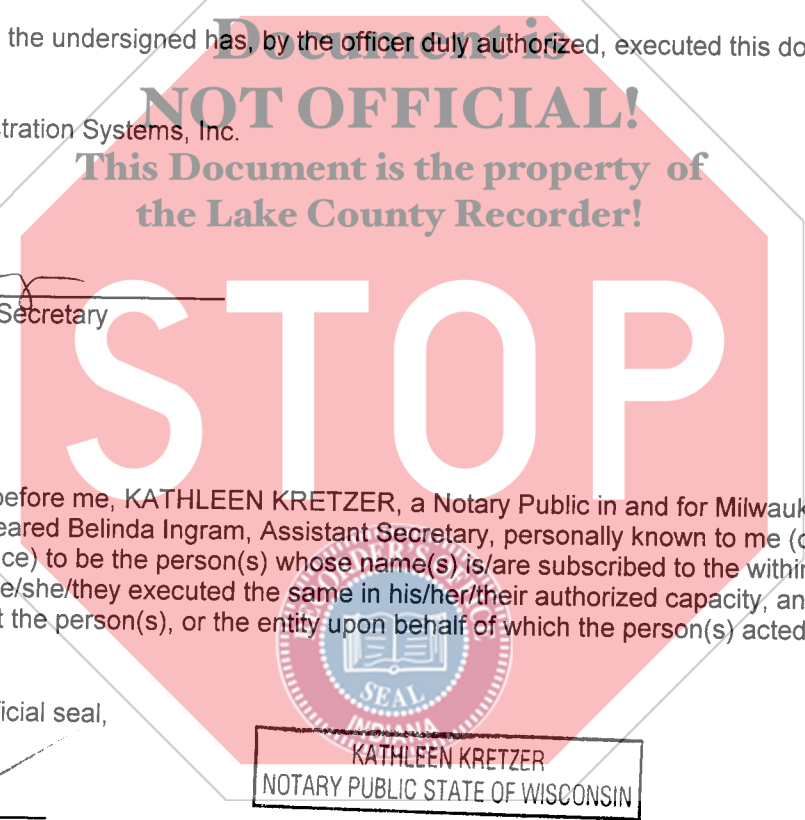 Document is
the undersigned has, by the officer duly authorized, executed this do
NOT OFFICIAL!
stration Systems, Inc.
This Document is the property of
the Lake County Recorder!
Secretary
STOP
before me, KATHLEEN KRETZER, a Notary Public in and for Milwauk
eared Belinda Ingram, Assistant Secretary, personally known to me (o
ce) to be the person(s) whose name(s) is/are subscribed to the within
e/she/they executed the same in his/her/their authorized capacity, an
t the person(s), or the entity upon behalf of which the person(s) acted
SEAL
INDIANA
icial seal,
KATHLEEN KRETZER
NOTARY PUBLIC STATE OF WISCONSIN